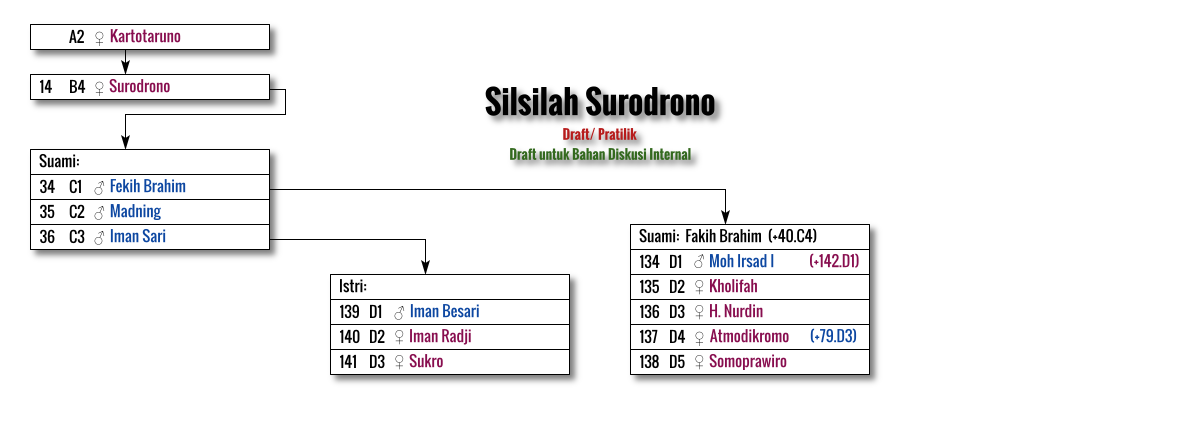 A2 ♀ Kartotaruno
14 B4 ♀ Surodrono
Silsilah Surodrono
Draft/ Pratilik
Draft untuk Bahan Diskusi Internal
Suami:
34 C1 ♂ Fekih Brahim
35 C2 ♂ Madning
36 C3 ♂ Iman Sari
Suami: Fakih Brahim (+40.C4)
134 D1 ♂ Moh Irsad I (+142.D1)
135 D2 ♀ Kholifah
136 D3 ♀ H. Nurdin
137 D4 ♀ Atmodikromo (+79.D3)
138 D5 ♀ Somoprawiro
Istri:
139 D1 ♂ Iman Besari
140 D2 ♀ Iman Radji
141 D3 ♀ Sukro